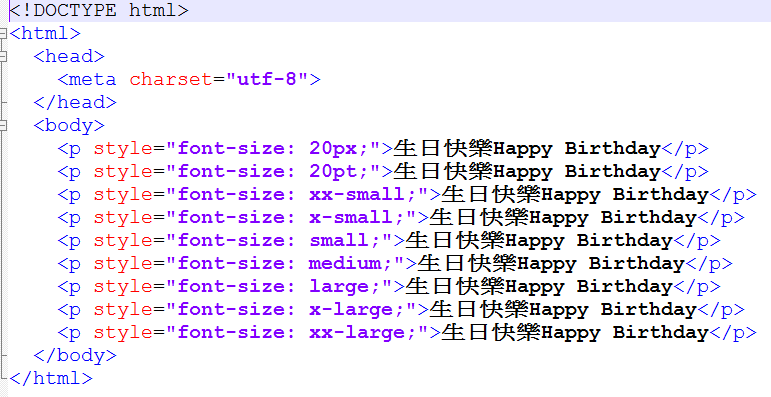 <!DOCTYPE html>
<html>
<head>
<meta charset="utf-8">
</head>
<body>
<p style="font-size: 20px;">生日快樂Happy Birthday</p>
<p style="font-size: 20pt;">生日快樂Happy Birthday</p>
<p style="font-size: xx-small;">生日快樂Happy Birthday</p>
<p style="font-size: x-small;">生日快樂Happy Birthday</p>
<p style="font-size: small;">生日快樂Happy Birthday</p>
<p style="font-size: medium;">生日快樂Happy Birthday</p>
<p style="font-size: large;">生日快樂Happy Birthday</p>
<p style="font-size: x-large;">生日快樂Happy Birthday</p>
<p style="font-size: xx-large;">生日快樂Happy Birthday</p>
</body>
</html>